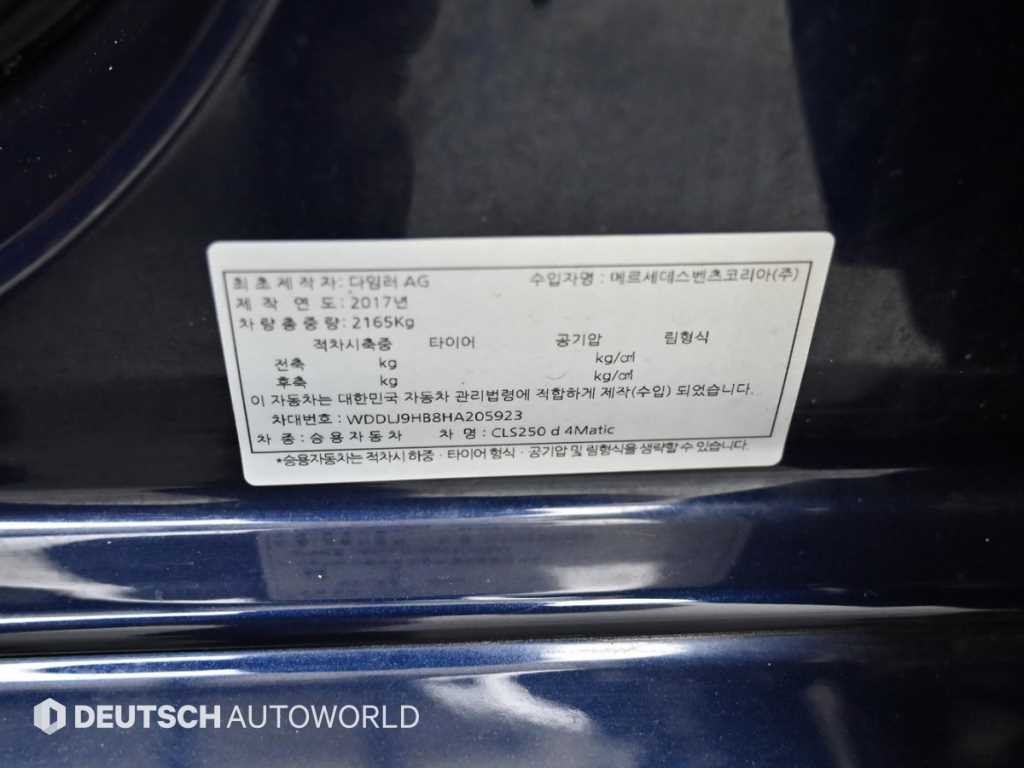 최초제작자: 다임러 AG 수입자명 : 메르세데스벤츠코리아(주)
제 작 연 도: 2017년
차량총중량: 2165Kg
적차시축중 타이어 공기압 림형식
전축 kg kg/㎠
후축 kg kg/㎠
이 자동차는 대한민국 자동차 관리법령에 적합하게 제작(수입) 되었습니다.
차대번호 : WDDLJ9HB8HA205923
차 종 : 승용자동차 차 명 : CLS250 d 4Matic
*승용자동차는 적차시 하중 · 타이어 형식 · 공기압 및 림형식을 생략할 수 있습니다.
DEUTSCH AUTOWORLD